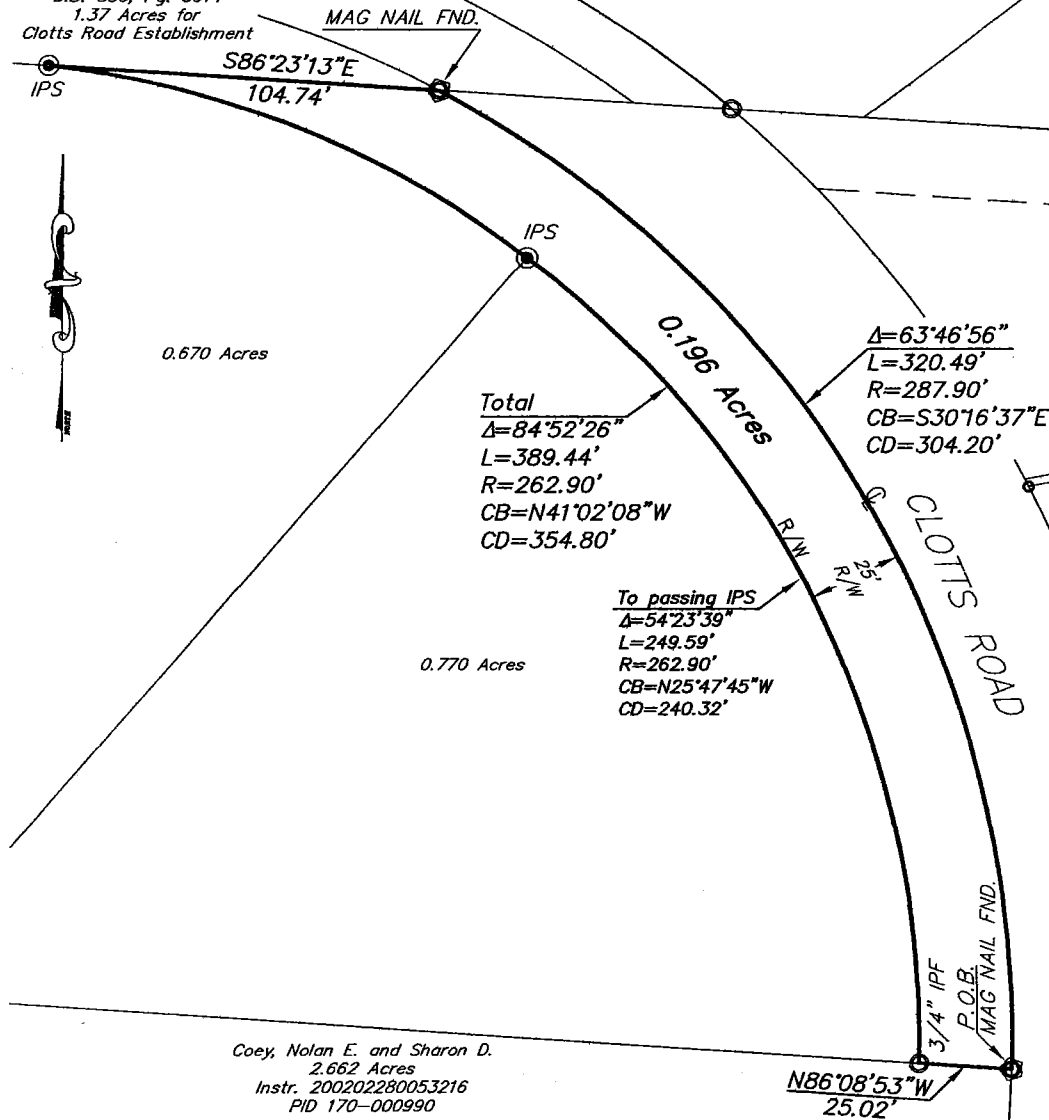 1.37 Acres for
Clotts Road Establishment
MAG NAIL FND.
S86°23'13"E
104.74'
IPS
IPS
NORTH
0.670 Acres
0.196 Acres
Δ=63°46'56"
L=320.49'
R=287.90'
CB=S30°16'37"E
CD=304.20'
Total
Δ=84°52'26"
L=389.44'
R=262.90'
CB=N41°02'08"W
CD=354.80'
CL
CLOTTS ROAD
R/W
25'
R/W
To passing IPS
Δ=54°23'39"
L=249.59'
R=262.90'
CB=N25°47'45"W
CD=240.32'
0.770 Acres
3/4" IPF
P.O.B.
MAG NAIL FND.
N86°08'53"W
25.02'
Coey, Nolan E. and Sharon D.
2.662 Acres
Instr. 200202280053216
PID 170-000990